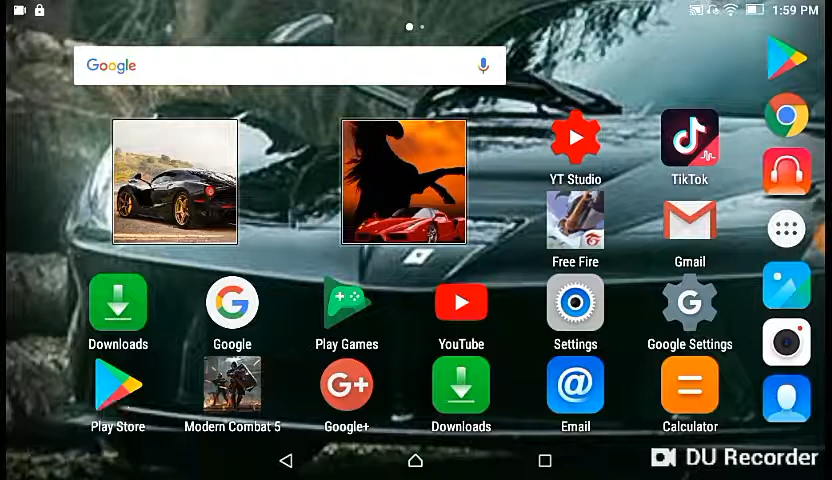 1:59 PM
Google
YT Studio
TikTok
Free Fire
Gmail
Downloads
Google
Play Games
YouTube
Settings
Google Settings
Play Store
Modern Combat 5
Google+
Downloads
Email
Calculator
DU Recorder